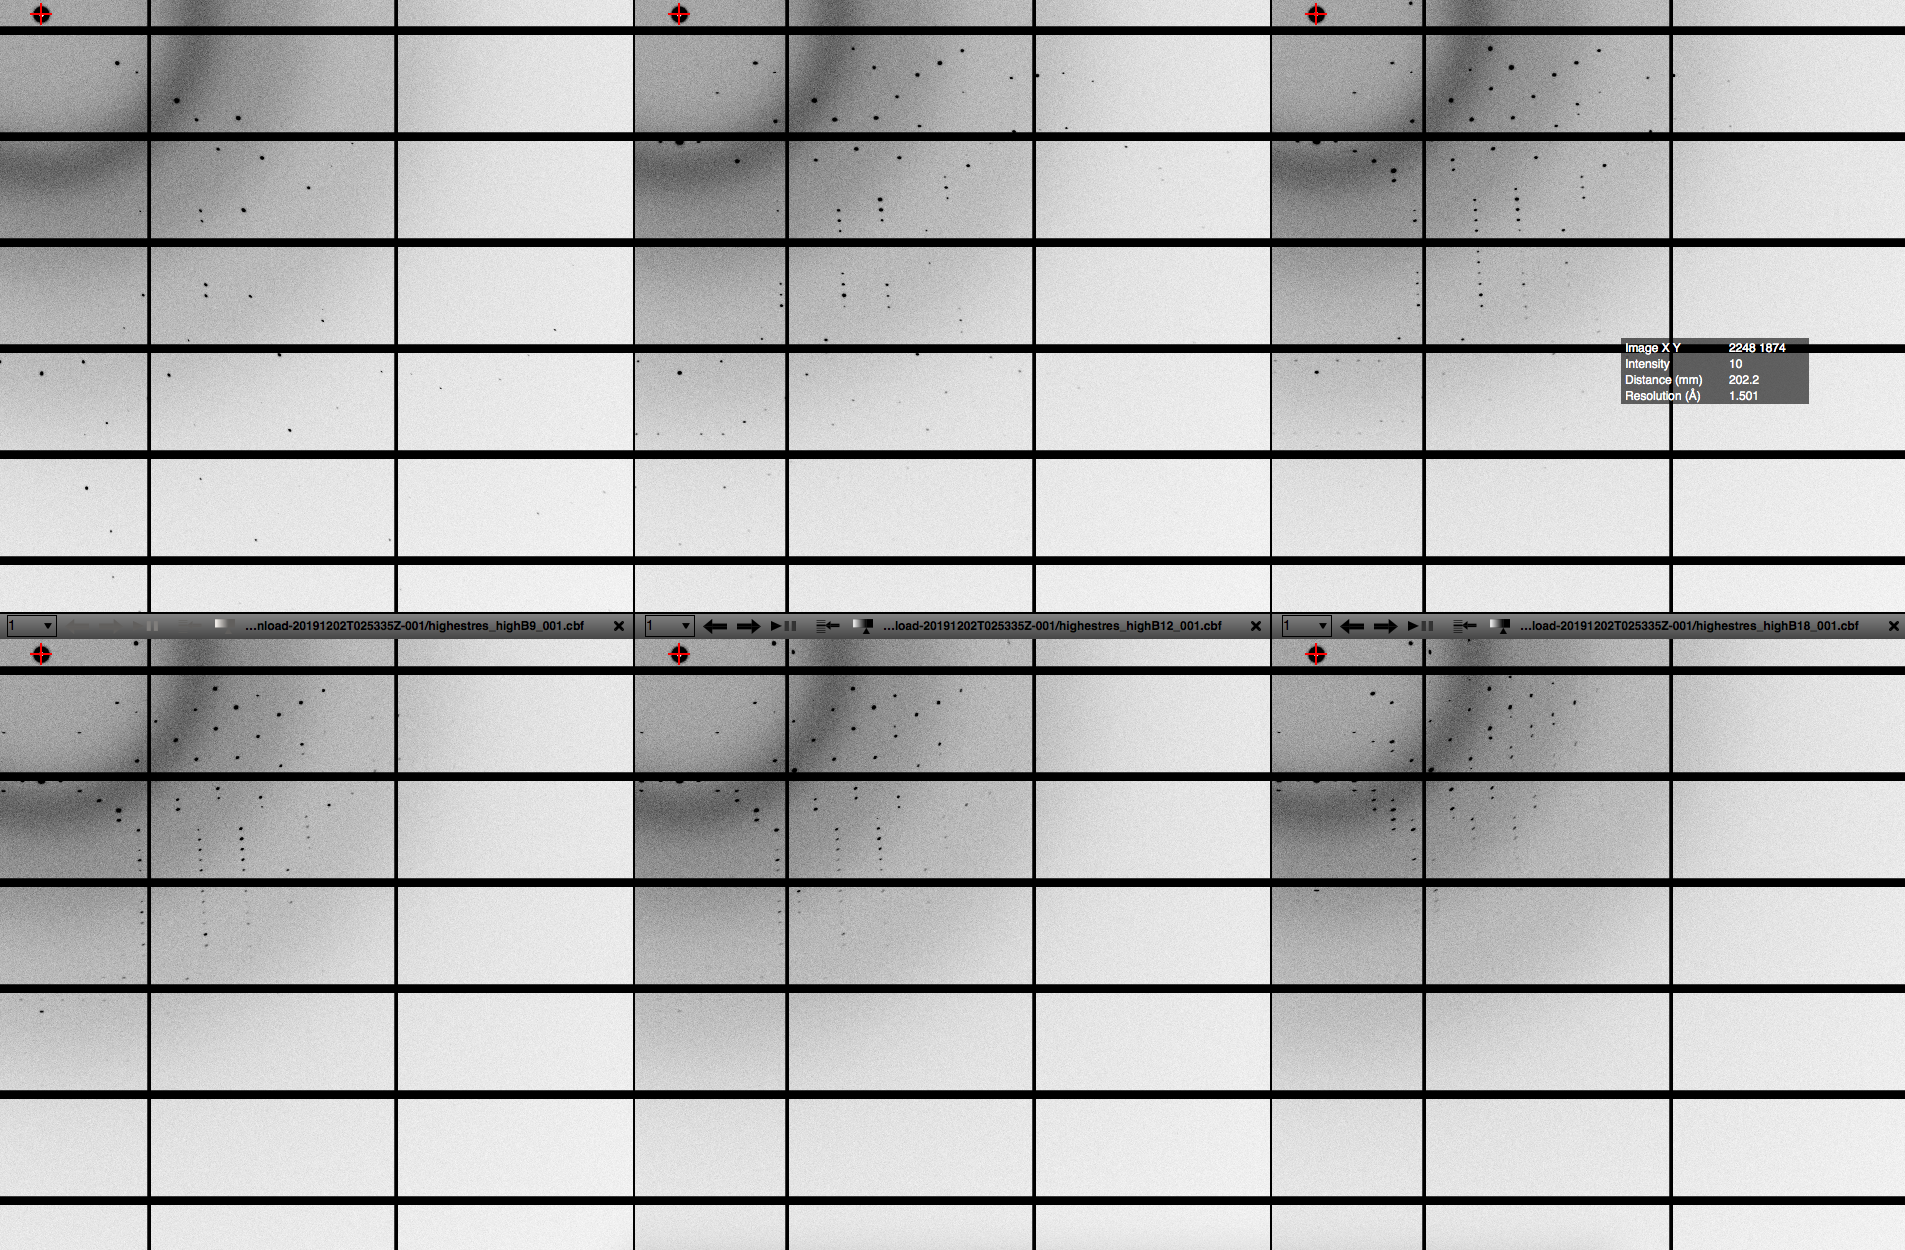 Image X Y 2248 1874
Intensity 10
Distance (mm) 202.2
Resolution (Å) 1.501
1 ...nload-20191202T025335Z-001/highestres_highB9_001.cbf
1 ...load-20191202T025335Z-001/highestres_highB12_001.cbf
1 ...load-20191202T025335Z-001/highestres_highB18_001.cbf